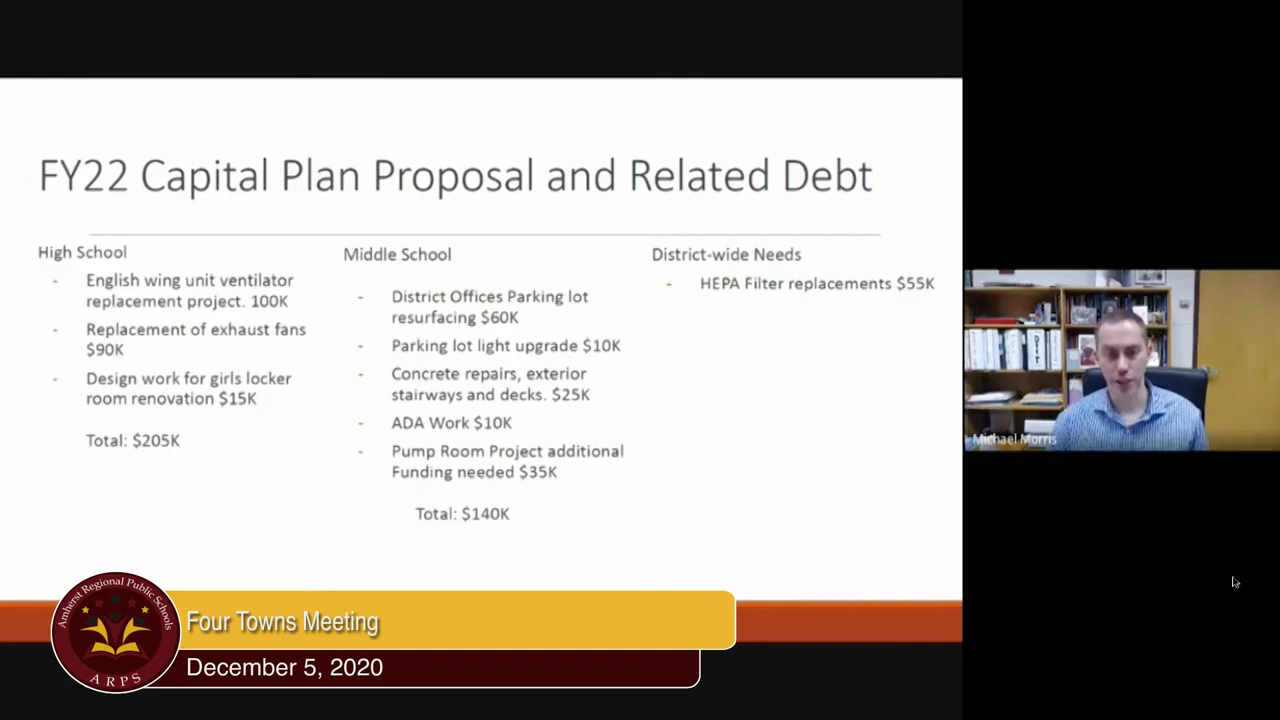 FY22 Capital Plan Proposal and Related Debt
High School
- English wing unit ventilator
replacement project. 100K
- Replacement of exhaust fans
$90K
- Design work for girls locker
room renovation $15K
Total: $205K
Middle School
- District Offices Parking lot
resurfacing $60K
- Parking lot light upgrade $10K
- Concrete repairs, exterior
stairways and decks. $25K
- ADA Work $10K
- Pump Room Project additional
Funding needed $35K
Total: $140K
District-wide Needs
- HEPA Filter replacements $55K
Michael Morris
Amherst Regional Public Schools
ARPS
Four Towns Meeting
December 5, 2020